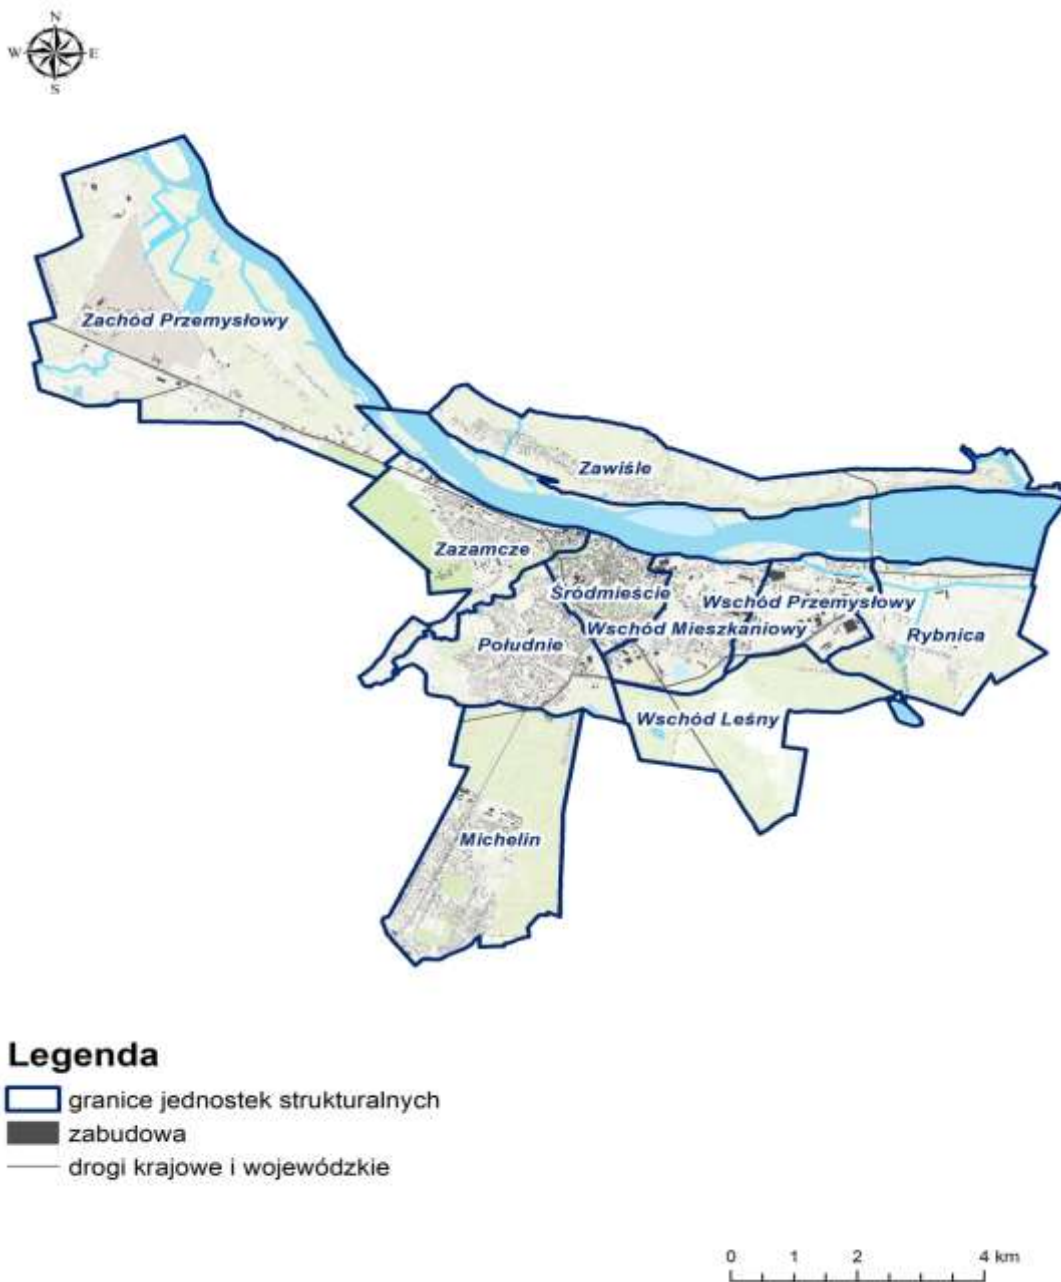 N
W E
S
Zachód Przemysłowy
Zawiśle
Zazamcze
Śródmieście
Wschód Przemysłowy
Wschód Mieszkaniowy
Południe
Rybnica
Wschód Leśny
Michelin
Legenda
granice jednostek strukturalnych
zabudowa
drogi krajowe i wojewódzkie
0 1 2 4 km